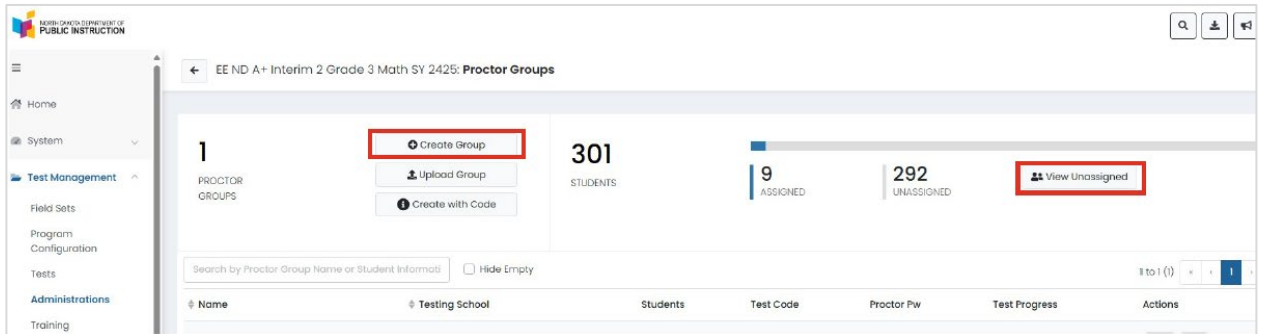 NORTH DAKOTA DEPARTMENT OF
PUBLIC INSTRUCTION
EE ND A+ Interim 2 Grade 3 Math SY 2425: Proctor Groups
Home
System
Test Management
Field Sets
Program
Configuration
Tests
Administrations
Training
1
PROCTOR
GROUPS
Create Group
Upload Group
Create with Code
301
STUDENTS
9
ASSIGNED
292
UNASSIGNED
View Unassigned
Search by Proctor Group Name or Student Informati
Hide Empty
1 to 1 (1) « ‹ 1 ›
Name Testing School Students Test Code Proctor Pw Test Progress Actions